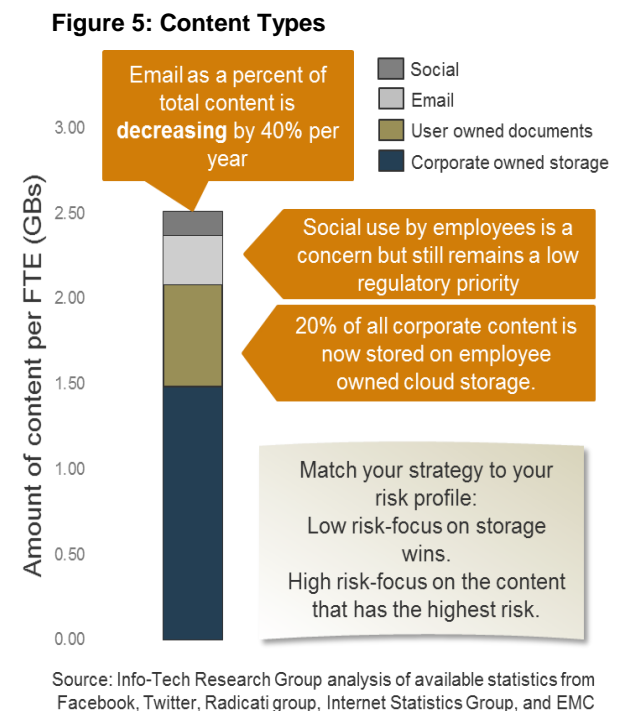 Figure 5: Content Types
Email as a percent of
total content is
decreasing by 40% per
year
Social
Email
User owned documents
Corporate owned storage
Amount of content per FTE (GBs)
3.00
2.50
2.00
1.50
1.00
0.50
0.00
Social use by employees is a
concern but still remains a low
regulatory priority
20% of all corporate content is
now stored on employee
owned cloud storage.
Match your strategy to your
risk profile:
Low risk-focus on storage
wins.
High risk-focus on the content
that has the highest risk.
Source: Info-Tech Research Group analysis of available statistics from
Facebook, Twitter, Radicati group, Internet Statistics Group, and EMC